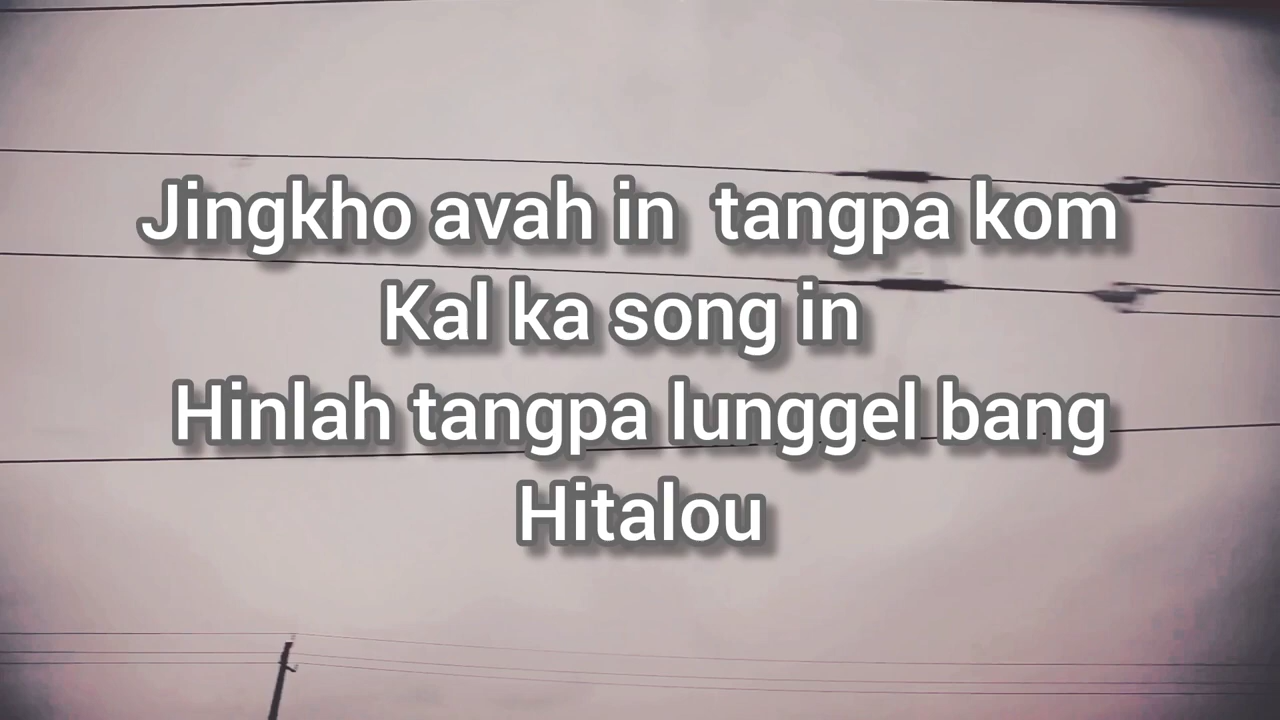 Jingkho avah in tangpa kom
Kal ka song in
Hinlah tangpa lunggel bang
Hitalou